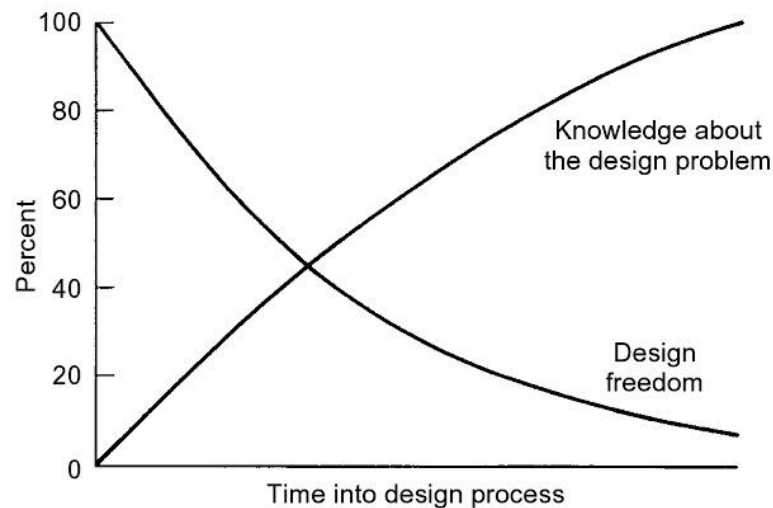 100
80
60
40
20
0
Percent
Knowledge about
the design problem
Design
freedom
Time into design process